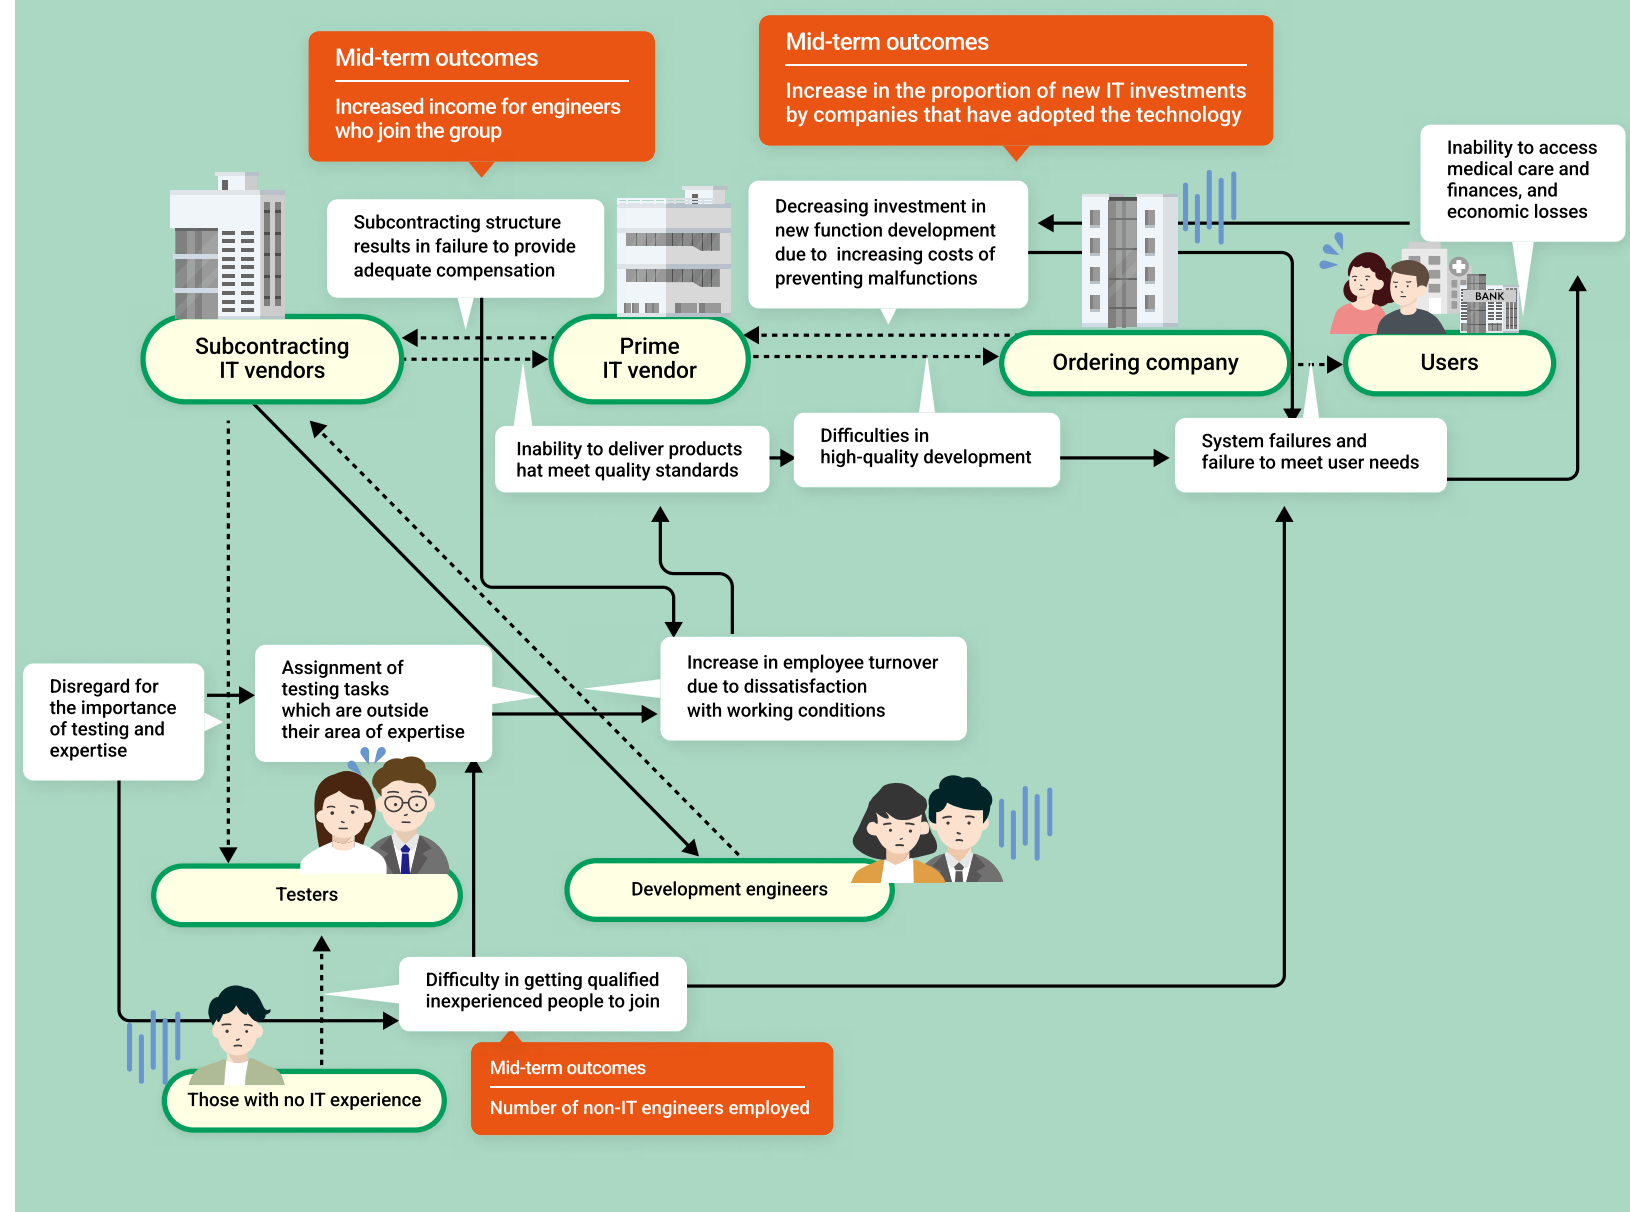 Mid-term outcomes
Increased income for engineers
who join the group
Mid-term outcomes
Increase in the proportion of new IT investments
by companies that have adopted the technology
Inability to access
medical care and
finances, and
economic losses
Subcontracting structure
results in failure to provide
adequate compensation
Decreasing investment in
new function development
due to increasing costs of
preventing malfunctions
BANK
Subcontracting
IT vendors
Prime
IT vendor
Ordering company
Users
Inability to deliver products
hat meet quality standards
Difficulties in
high-quality development
System failures and
failure to meet user needs
Disregard for
the importance
of testing and
expertise
Assignment of
testing tasks
which are outside
their area of expertise
Increase in employee turnover
due to dissatisfaction
with working conditions
Testers
Development engineers
Difficulty in getting qualified
inexperienced people to join
Mid-term outcomes
Number of non-IT engineers employed
Those with no IT experience